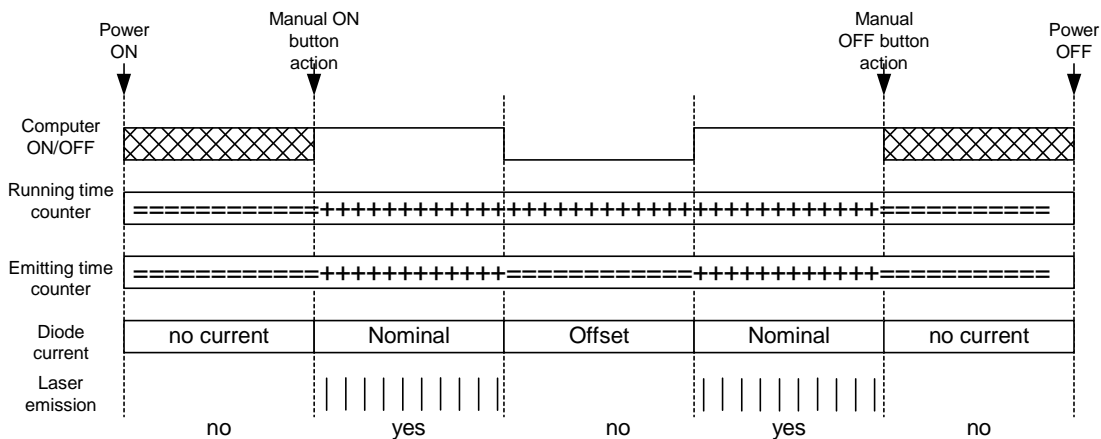 Power
ON
Manual ON
button
action
Manual
OFF button
action
Power
OFF
Computer
ON/OFF
Running time
counter
============++++++++++++++++++++++++++++++++++++============
Emitting time
counter
============++++++++++++============++++++++++++============
Diode
current
no current
Nominal
Offset
Nominal
no current
Laser
emission
no
yes
no
yes
no